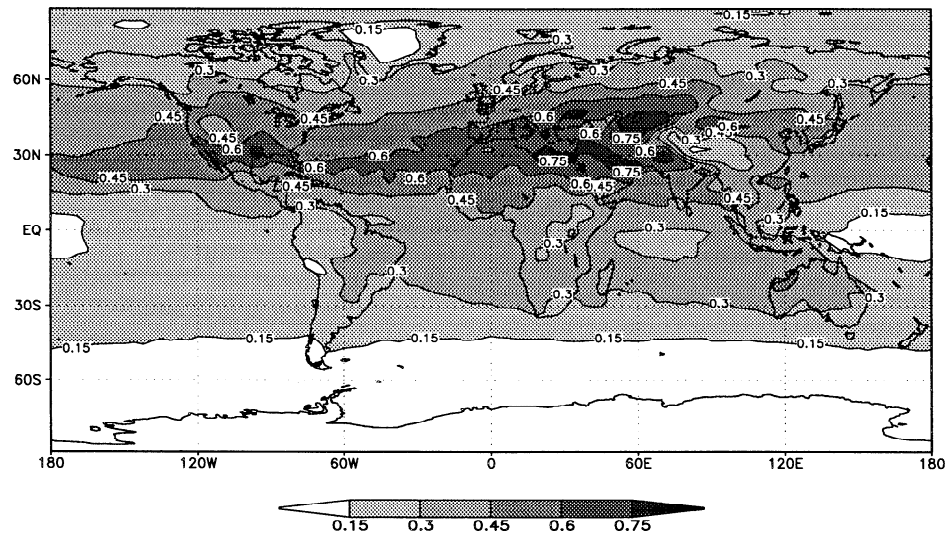 0.15
0.3
60N 0.3 0.3 0.3 0.3
0.45 0.45
0.45 0.45 0.45 0.6 0.45
0.45 0.6 0.75 0.3 0.45 0.6
30N 0.6 0.6 0.6 0.75 0.6 0.75
0.45 0.45 0.6 0.6 0.45
0.3 0.3 0.45 0.45 0.15
EQ 0.3 0.3 0.3
0.3
30S 0.3 0.3 0.3
0.15 0.15 0.15 0.15 0.15
60S
180 120W 60W 0 60E 120E 180
0.15 0.3 0.45 0.6 0.75